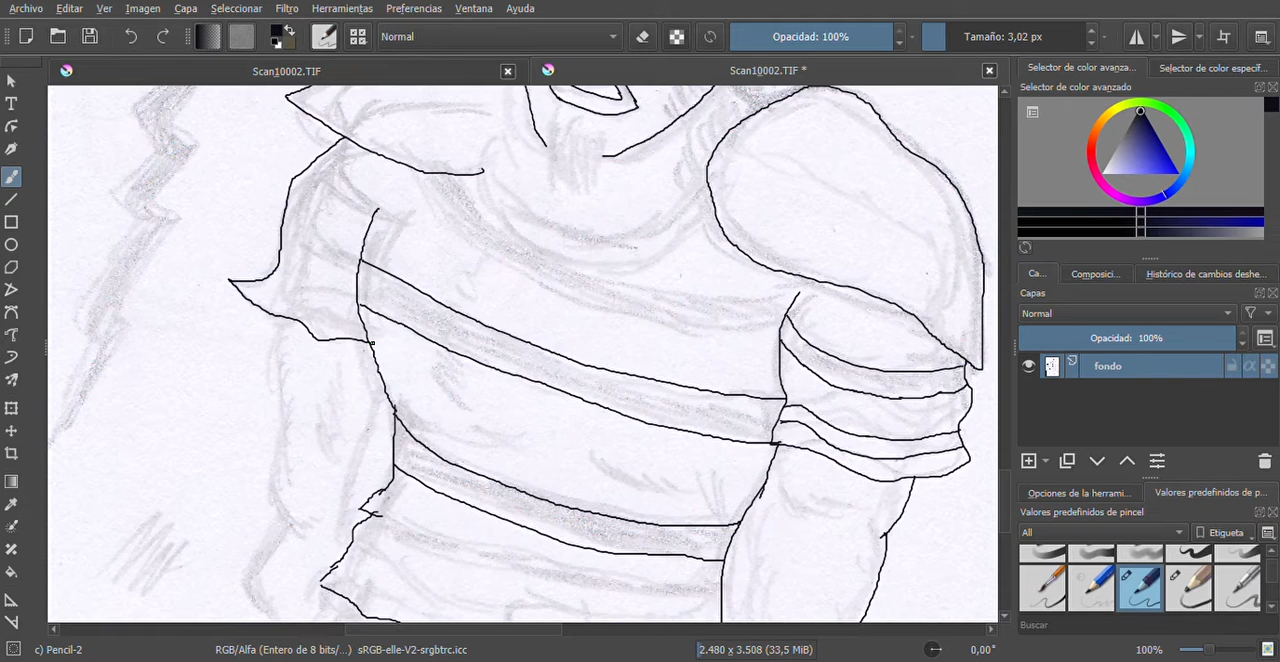 Archivo Editar Ver Imagen Capa Seleccionar Filtro Herramientas Preferencias Ventana Ayuda
Normal Opacidad: 100% Tamaño: 3,02 px
Scan10002.TIF Scan10002.TIF *
Selector de color avanza... Selector de color específ...
Selector de color avanzado
Ca... Composici... Histórico de cambios deshe...
Capas
Normal
Opacidad: 100%
fondo
Opciones de la herrami... Valores predefinidos de p...
Valores predefinidos de pincel
All Etiqueta
Buscar
c) Pencil-2 RGB/Alfa (Entero de 8 bits/...) sRGB-elle-V2-srgbtrc.icc 2.480 x 3.508 (33,5 MiB) 0,00° 100%